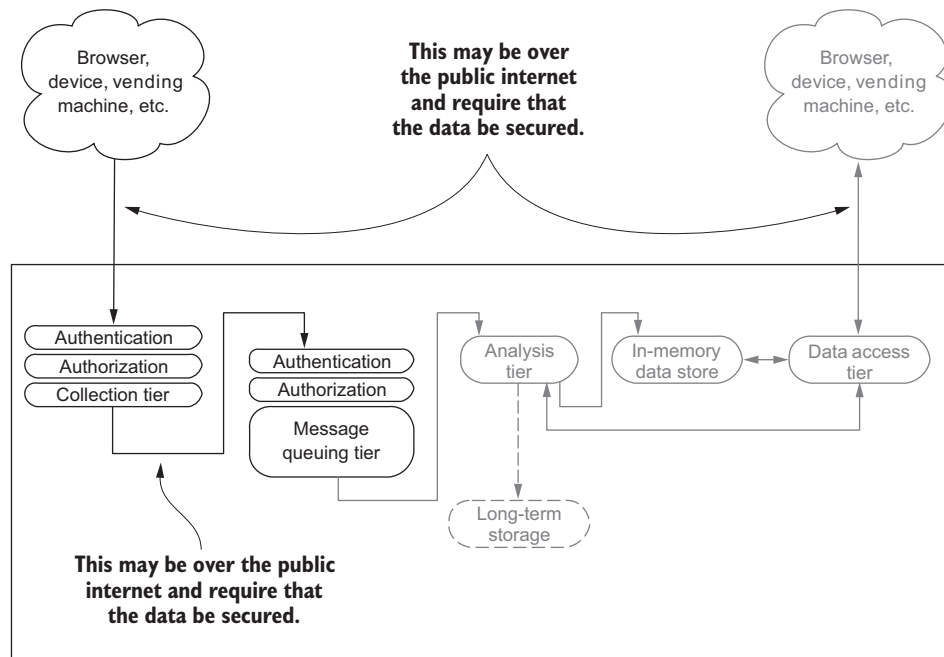 Browser,
device, vending
machine, etc.
This may be over
the public internet
and require that
the data be secured.
Browser,
device, vending
machine, etc.
Authentication
Authorization
Collection tier
Authentication
Authorization
Message
queuing tier
Analysis
tier
In-memory
data store
Data access
tier
Long-term
storage
This may be over the public
internet and require that
the data be secured.